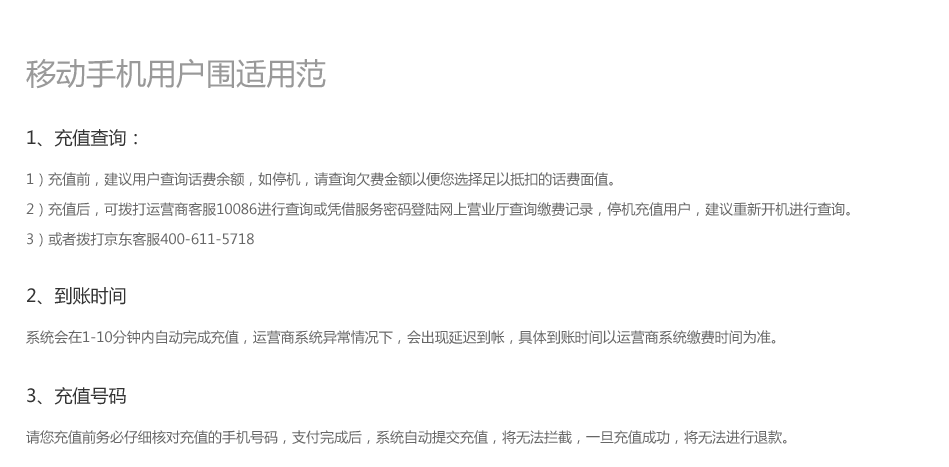 移动手机用户围适用范
1、充值查询：
1）充值前，建议用户查询话费余额，如停机，请查询欠费金额以便您选择足以抵扣的话费面值。
2）充值后，可拨打运营商客服10086进行查询或凭借服务密码登陆网上营业厅查询缴费记录，停机充值用户，建议重新开机进行查询。
3）或者拨打京东客服400-611-5718
2、到账时间
系统会在1-10分钟内自动完成充值，运营商系统异常情况下，会出现延迟到帐，具体到账时间以运营商系统缴费时间为准。
3、充值号码
请您充值前务必仔细核对充值的手机号码，支付完成后，系统自动提交充值，将无法拦截，一旦充值成功，将无法进行退款。